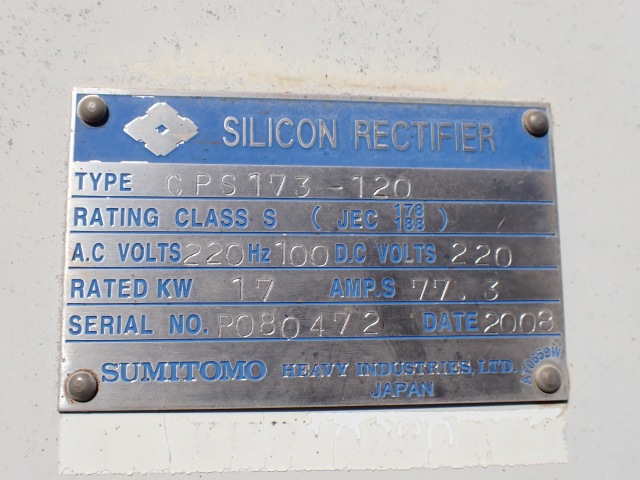 SILICON RECTIFIER
TYPE CPS173-120
RATING CLASS S ( JEC 178 188 )
A.C VOLTS 220 Hz 100 D.C VOLTS 220
RATED KW 17 AMP.S 77.3
SERIAL NO. P080472 DATE 2008
SUMITOMO HEAVY INDUSTRIES, LTD.
JAPAN